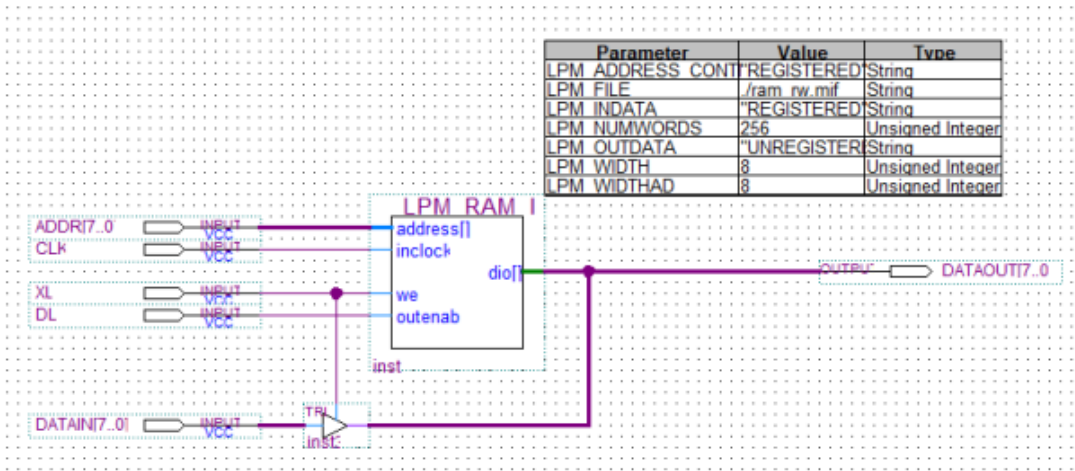 Parameter Value Type
LPM_ADDRESS_CONT "REGISTERED" String
LPM_FILE ./ram_rw.mif String
LPM_INDATA "REGISTERED" String
LPM_NUMWORDS 256 Unsigned Integer
LPM_OUTDATA "UNREGISTERE String
LPM_WIDTH 8 Unsigned Integer
LPM_WIDTHAD 8 Unsigned Integer
LPM_RAM_I
ADDR[7..0 INPUT VCC address[]
CLK INPUT VCC inclock
dio[] OUTPUT DATAOUT[7..0
XL INPUT VCC we
DL INPUT VCC outenab
inst
TRI
DATAIN[7..0] INPUT VCC
inst